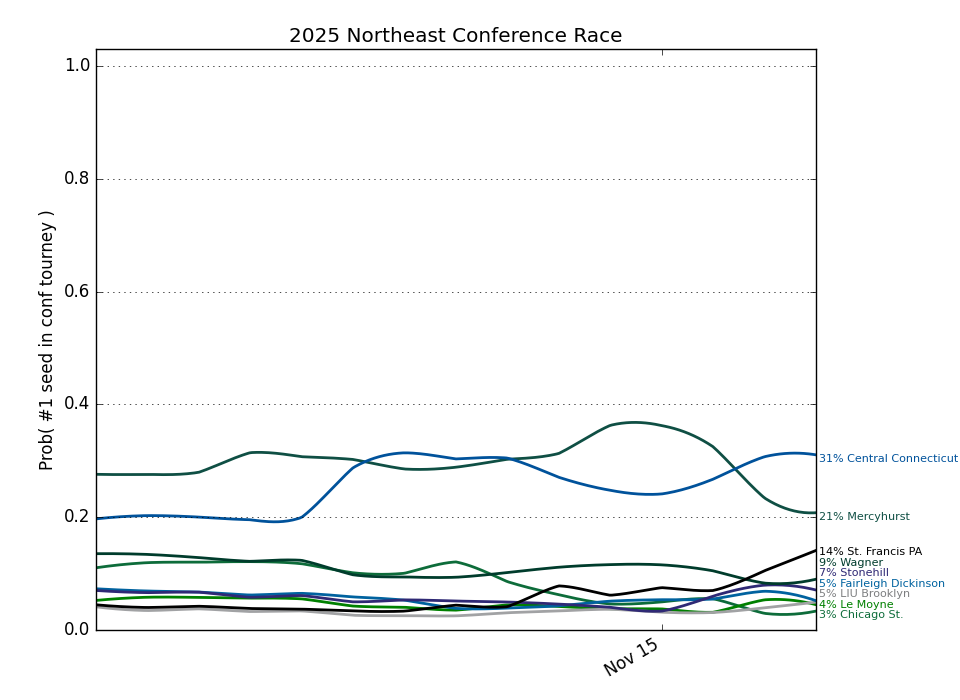 2025 Northeast Conference Race
Prob( #1 seed in conf tourney )
1.0
0.8
0.6
0.4
0.2
0.0
31% Central Connecticut
21% Mercyhurst
14% St. Francis PA
9% Wagner
7% Stonehill
5% Fairleigh Dickinson
5% LIU Brooklyn
4% Le Moyne
3% Chicago St.
Nov 15